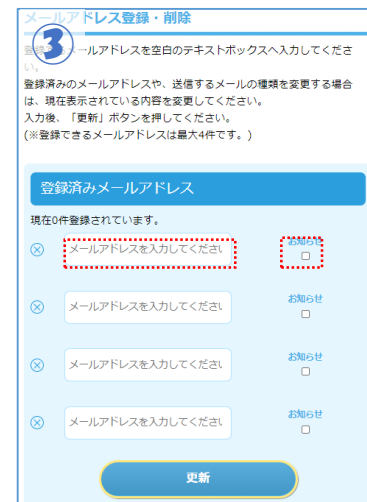 メールアドレス登録・削除
③
ールアドレスを空白のテキストボックスへ入力してくださ
い。
登録済みのメールアドレスや、送信するメールの種類を変更する場合
は、現在表示されている内容を変更してください。
入力後、「更新」ボタンを押してください。
(※登録できるメールアドレスは最大4件です。)
登録済みメールアドレス
現在0件登録されています。
お知らせ
メールアドレスを入力してくださし
お知らせ
メールアドレスを入力してくださし
お知らせ
メールアドレスを入力してくださし
お知らせ
メールアドレスを入力してくださし
更新